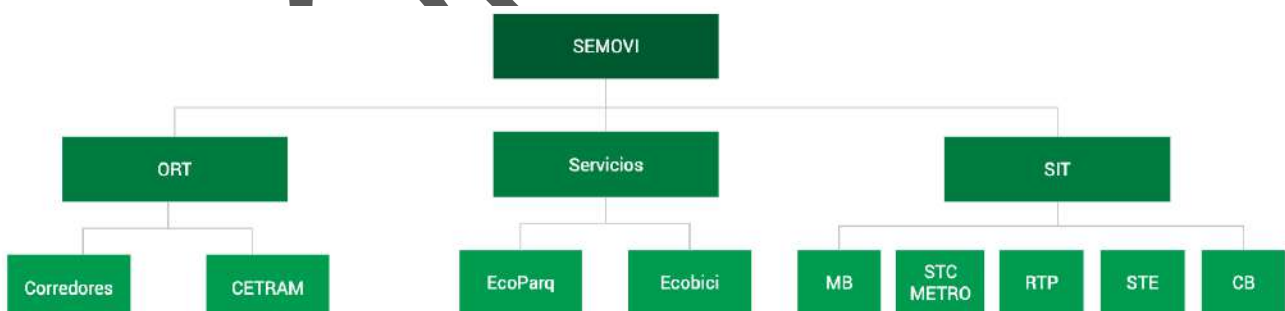 SEMOVI
ORT
Servicios
SIT
Corredores
CETRAM
EcoParq
Ecobici
MB
STC
METRO
RTP
STE
CB